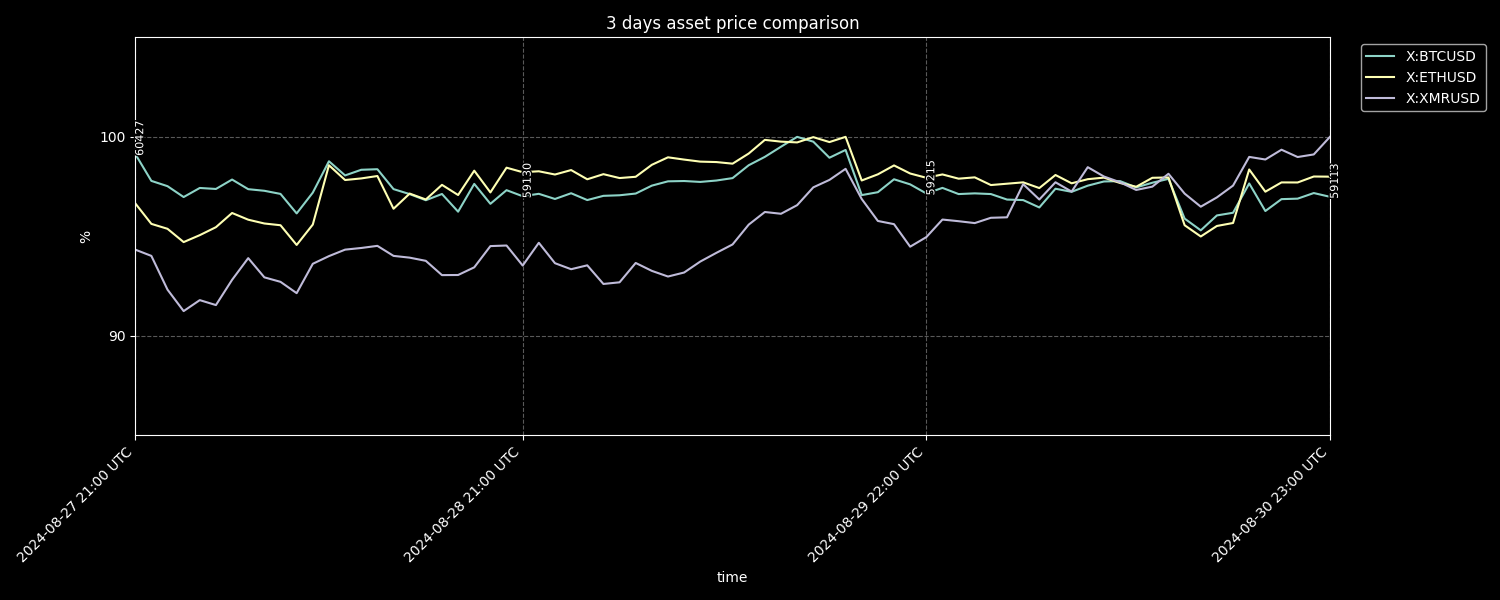 3 days asset price comparison
X:BTCUSD
X:ETHUSD
X:XMRUSD
100
90
%
60427
59130
59215
59113
2024-08-27 21:00 UTC
2024-08-28 21:00 UTC
2024-08-29 22:00 UTC
2024-08-30 23:00 UTC
time